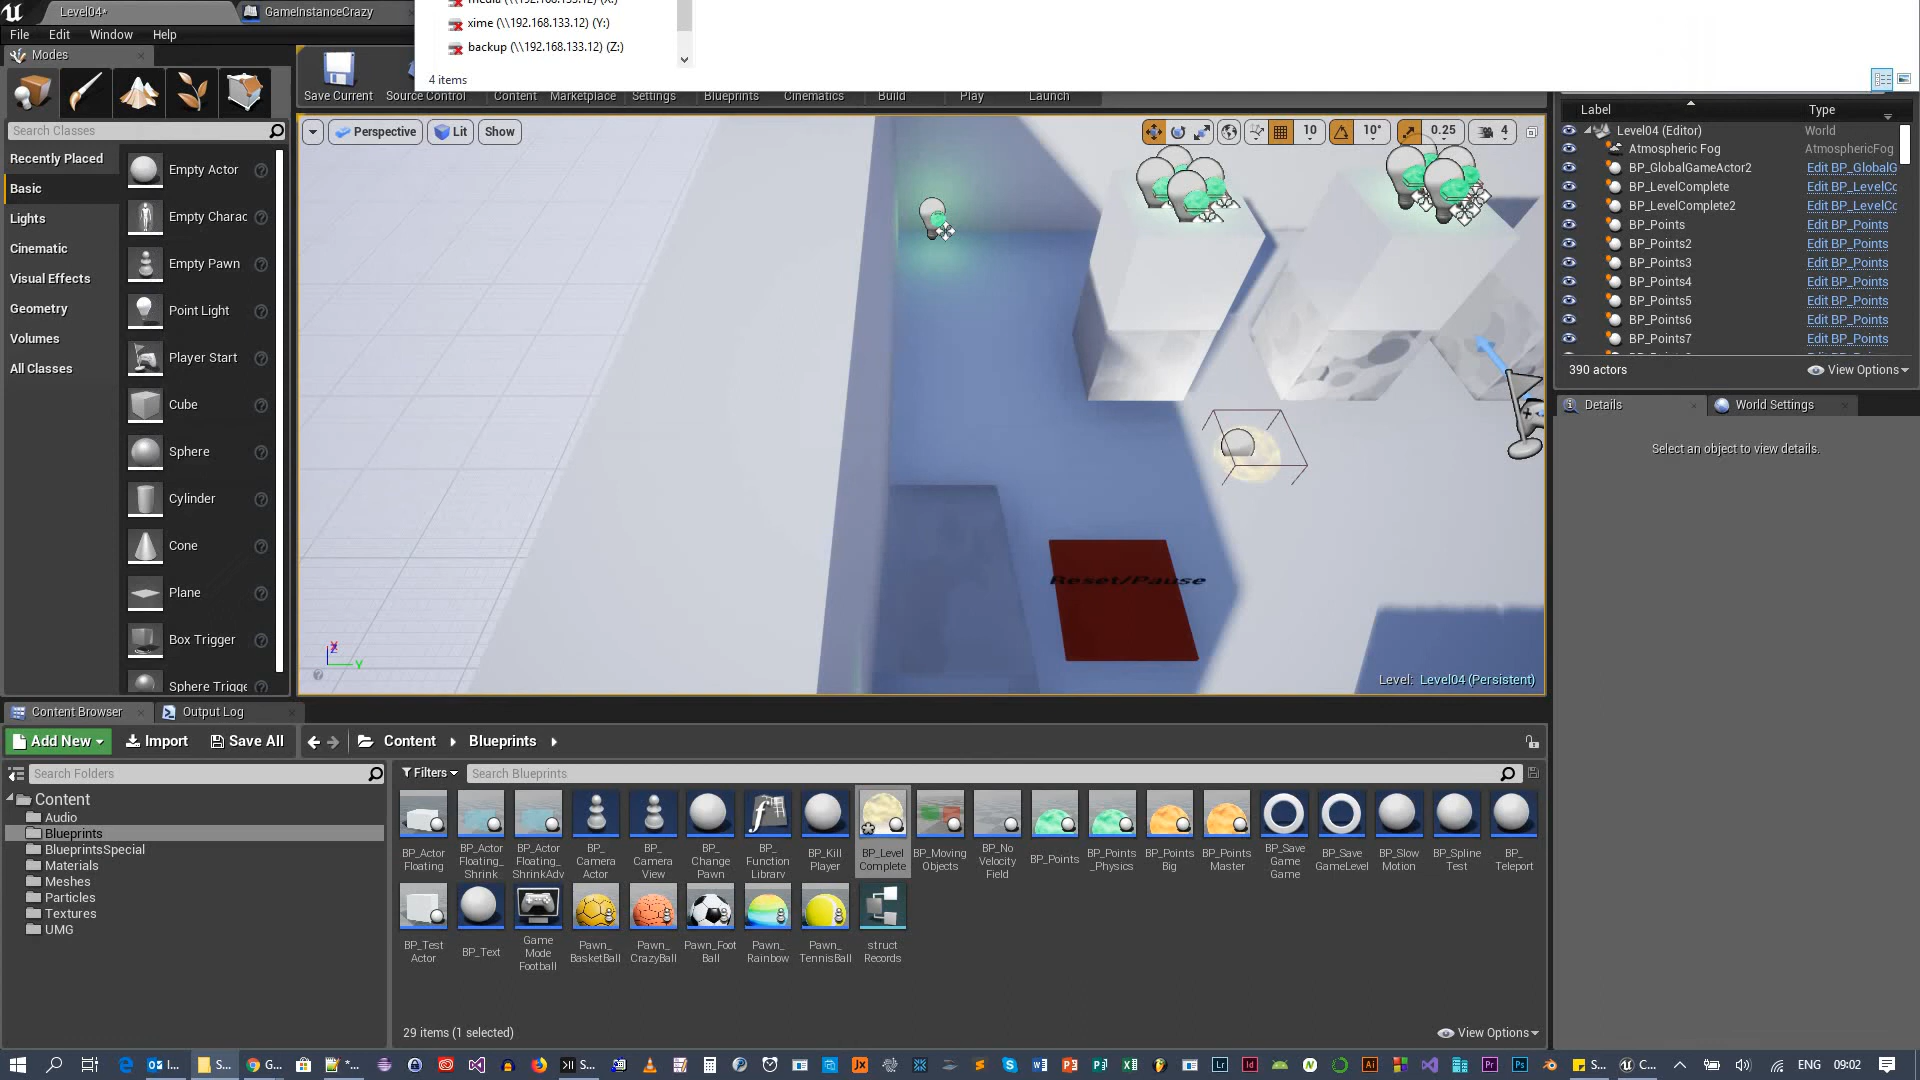 Level04*
GameInstanceCrazy
xime (\\192.168.133.12) (Y:)
backup (\\192.168.133.12) (Z:)
4 items
File Edit Window Help
Modes
Save Current Source Control Content Marketplace Settings Blueprints Cinematics Build Play Launch
Search Classes
Recently Placed
Basic
Lights
Cinematic
Visual Effects
Geometry
Volumes
All Classes
Empty Actor
Empty Charac
Empty Pawn
Point Light
Player Start
Cube
Sphere
Cylinder
Cone
Plane
Box Trigger
Sphere Trigge
Perspective Lit Show
10 10° 0.25 4
Reset/Pause
Level: Level04 (Persistent)
Label Type
Level04 (Editor) World
Atmospheric Fog AtmosphericFog
BP_GlobalGameActor2 Edit BP_GlobalG
BP_LevelComplete Edit BP_LevelCc
BP_LevelComplete2 Edit BP_LevelCc
BP_Points Edit BP_Points
BP_Points2 Edit BP_Points
BP_Points3 Edit BP_Points
BP_Points4 Edit BP_Points
BP_Points5 Edit BP_Points
BP_Points6 Edit BP_Points
BP_Points7 Edit BP_Points
390 actors View Options
Details World Settings
Select an object to view details.
Content Browser Output Log
Add New Import Save All Content Blueprints
Search Folders
Content
Audio
Blueprints
BlueprintsSpecial
Materials
Meshes
Particles
Textures
UMG
Filters Search Blueprints
BP_Actor Floating
BP_Actor Floating_ Shrink
BP_Actor Floating_ ShrinkAdv
BP_ Camera Actor
BP_ Camera View
BP_ Change Pawn
BP_ Function Library
BP_Kill Player
BP_Level Complete
BP_Moving Objects
BP_No Velocity Field
BP_Points
BP_Points _Physics
BP_Points Big
BP_Points Master
BP_Save Game Game
BP_Save GameLevel
BP_Slow Motion
BP_Spline Test
BP_ Teleport
BP_Test Actor
BP_Text
Game Mode Football
Pawn_ BasketBall
Pawn_ CrazyBall
Pawn_Foot Ball
Pawn_ Rainbow
Pawn_ TennisBall
struct Records
29 items (1 selected) View Options
I... S... G... *... S... S... C... ENG 09:02